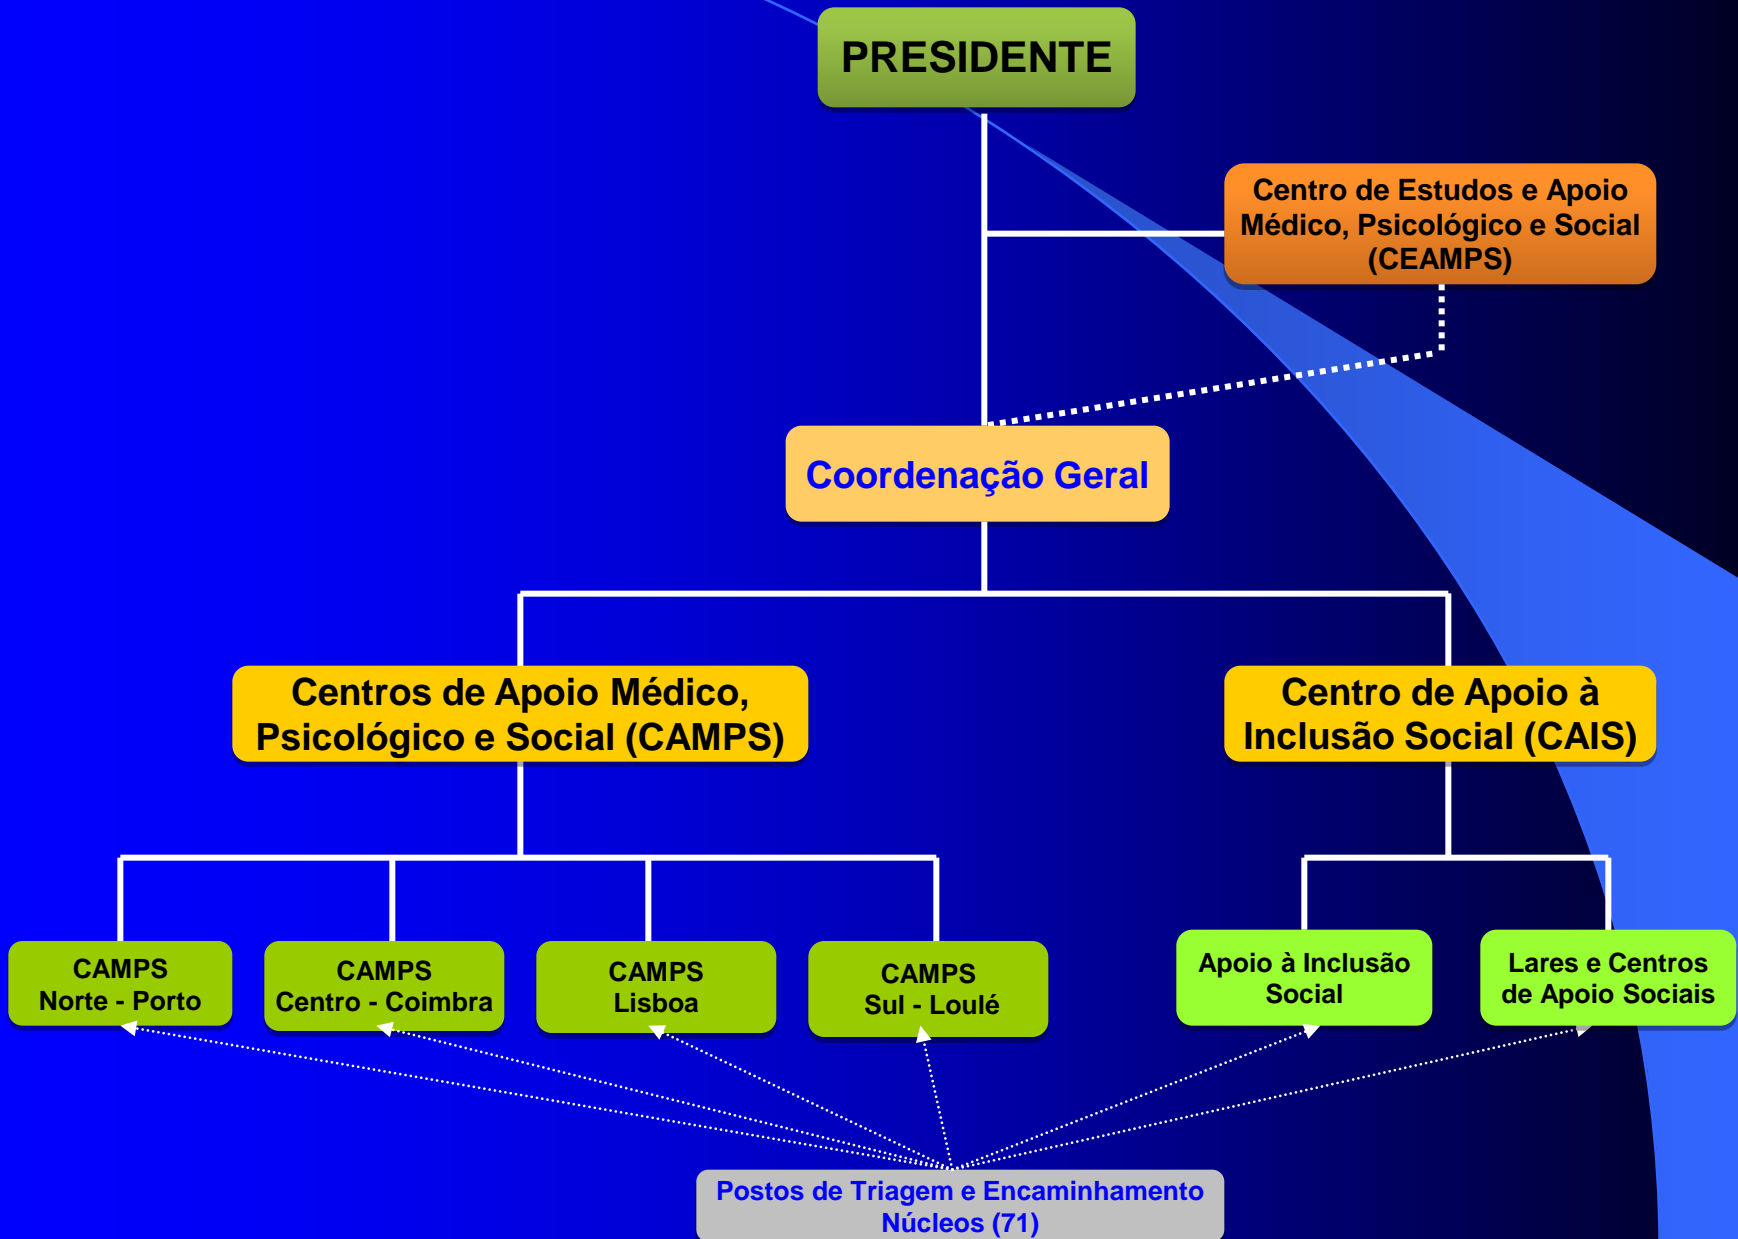 PRESIDENTE
Centro de Estudos e Apoio
Médico, Psicológico e Social
(CEAMPS)
Coordenação Geral
Centros de Apoio Médico,
Psicológico e Social (CAMPS)
Centro de Apoio à
Inclusão Social (CAIS)
CAMPS
Norte - Porto
CAMPS
Centro - Coimbra
CAMPS
Lisboa
CAMPS
Sul - Loulé
Apoio à Inclusão
Social
Lares e Centros
de Apoio Sociais
Postos de Triagem e Encaminhamento
Núcleos (71)